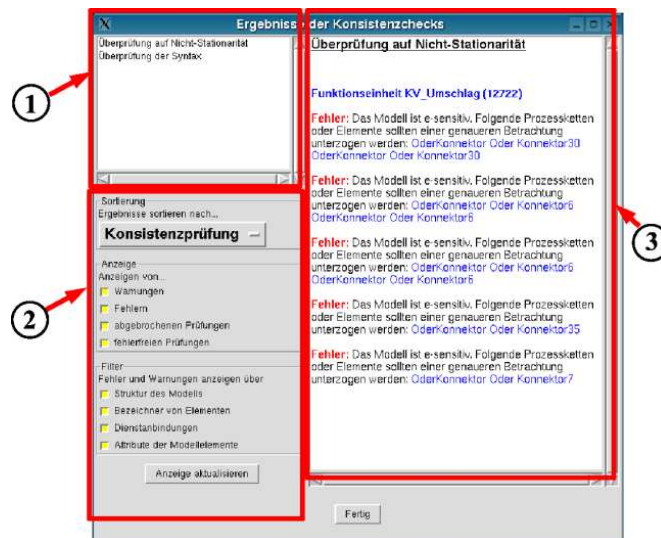 X Ergebnisse der Konsistenzchecks
1
Überprüfung auf Nicht-Stationarität
Überprüfung der Syntax
2
Sortierung
Ergebnisse sortieren nach...
Konsistenzprüfung
Anzeige
Anzeigen von...
Warnungen
Fehlern
abgebrochenen Prüfungen
fehlerfreien Prüfungen
Filter
Fehler und Warnungen anzeigen über
Struktur des Modells
Bezeichner von Elementen
Dienstanbindungen
Attribute der Modellelemente
Anzeige aktualisieren
3
Überprüfung auf Nicht-Stationarität
Funktionseinheit KV_Umschlag (12722)
Fehler: Das Modell ist e-sensitiv. Folgende Prozessketten
oder Elemente sollten einer genaueren Betrachtung
unterzogen werden: OderKonnektor Oder Konnektor30
OderKonnektor Oder Konnektor30
Fehler: Das Modell ist e-sensitiv. Folgende Prozessketten
oder Elemente sollten einer genaueren Betrachtung
unterzogen werden: OderKonnektor Oder Konnektor6
OderKonnektor Oder Konnektor6
Fehler: Das Modell ist e-sensitiv. Folgende Prozessketten
oder Elemente sollten einer genaueren Betrachtung
unterzogen werden: OderKonnektor Oder Konnektor6
OderKonnektor Oder Konnektor6
Fehler: Das Modell ist e-sensitiv. Folgende Prozessketten
oder Elemente sollten einer genaueren Betrachtung
unterzogen werden: OderKonnektor Oder Konnektor35
Fehler: Das Modell ist e-sensitiv. Folgende Prozessketten
oder Elemente sollten einer genaueren Betrachtung
unterzogen werden: OderKonnektor Oder Konnektor7
Fertig